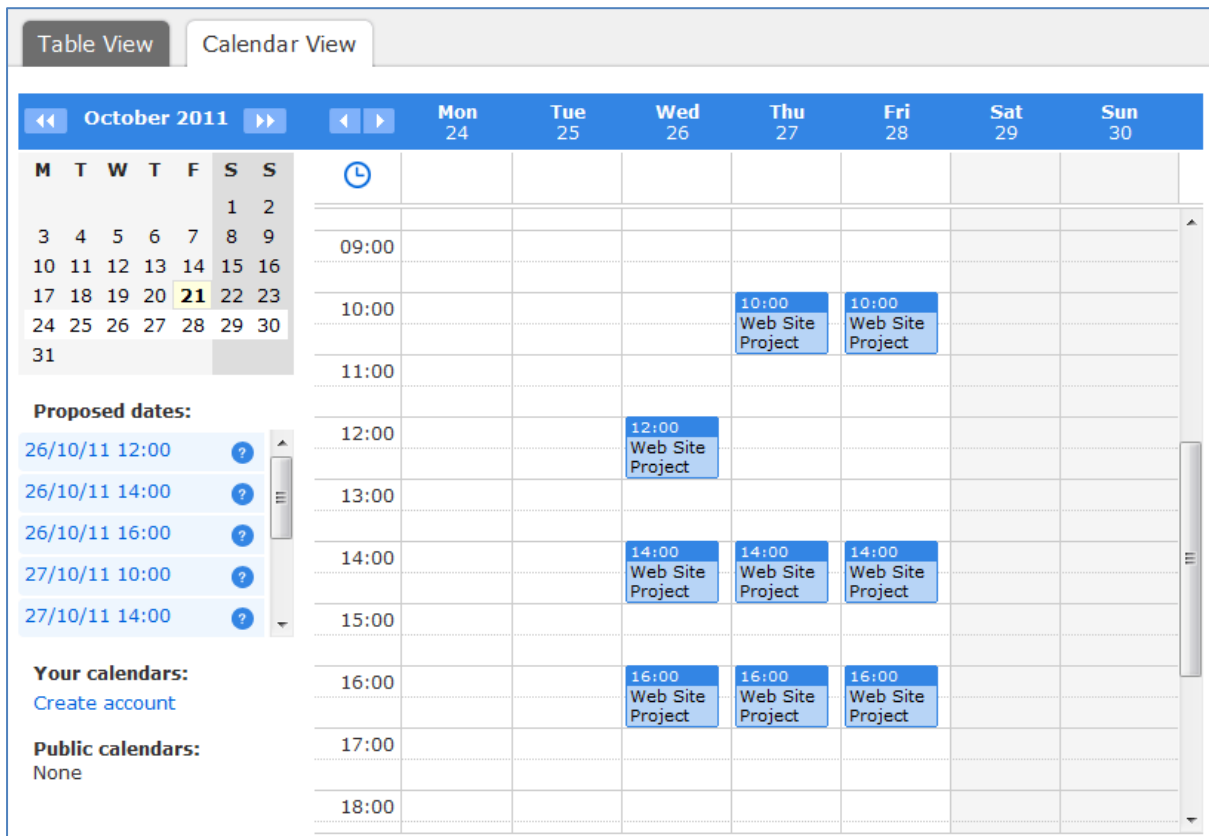 Table View Calendar View
October 2011
Mon Tue Wed Thu Fri Sat Sun
24 25 26 27 28 29 30
M T W T F S S
1 2
3 4 5 6 7 8 9
10 11 12 13 14 15 16
17 18 19 20 21 22 23
24 25 26 27 28 29 30
31
Proposed dates:
26/10/11 12:00 ?
26/10/11 14:00 ?
26/10/11 16:00 ?
27/10/11 10:00 ?
27/10/11 14:00 ?
Your calendars:
Create account
Public calendars:
None
09:00
10:00
10:00 10:00
Web Site Web Site
Project Project
11:00
12:00
12:00
Web Site
Project
13:00
14:00
14:00 14:00 14:00
Web Site Web Site Web Site
Project Project Project
15:00
16:00
16:00 16:00 16:00
Web Site Web Site Web Site
Project Project Project
17:00
18:00